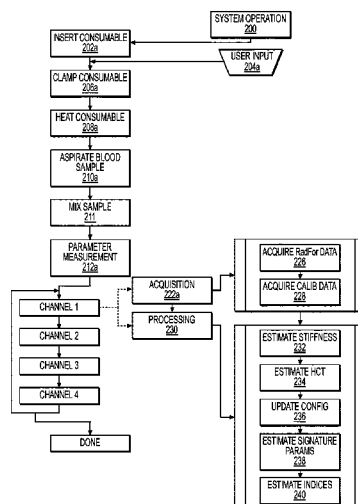 SYSTEM OPERATION
200
INSERT CONSUMABLE
202a
USER INPUT
204a
CLAMP CONSUMABLE
206a
HEAT CONSUMABLE
208a
ASPIRATE BLOOD
SAMPLE
210a
MIX SAMPLE
211
PARAMETER
MEASUREMENT
212a
CHANNEL 1
CHANNEL 2
CHANNEL 3
CHANNEL 4
DONE
ACQUISITION
222a
PROCESSING
230
ACQUIRE RadFor DATA
226
ACQUIRE CALIB DATA
228
ESTIMATE STIFFNESS
232
ESTIMATE HCT
234
UPDATE CONFIG
236
ESTIMATE SIGNATURE
PARAMS
238
ESTIMATE INDICES
240